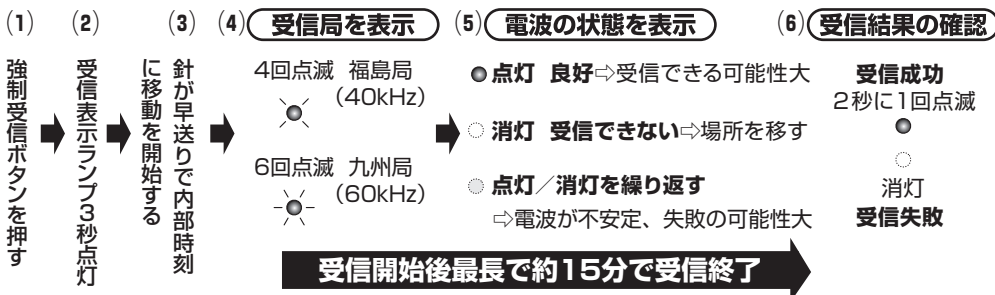 (1)
強制受信ボタンを押す
(2)
受信表示ランプ3秒点灯
(3)
針が早送りで内部時刻
に移動を開始する
(4) 受信局を表示
4回点滅 福島局
(40kHz)
6回点滅 九州局
(60kHz)
(5) 電波の状態を表示
点灯 良好⇨受信できる可能性大
消灯 受信できない⇨場所を移す
点灯／消灯を繰り返す
⇨電波が不安定、失敗の可能性大
(6) 受信結果の確認
受信成功
2秒に1回点滅
消灯
受信失敗
受信開始後最長で約15分で受信終了